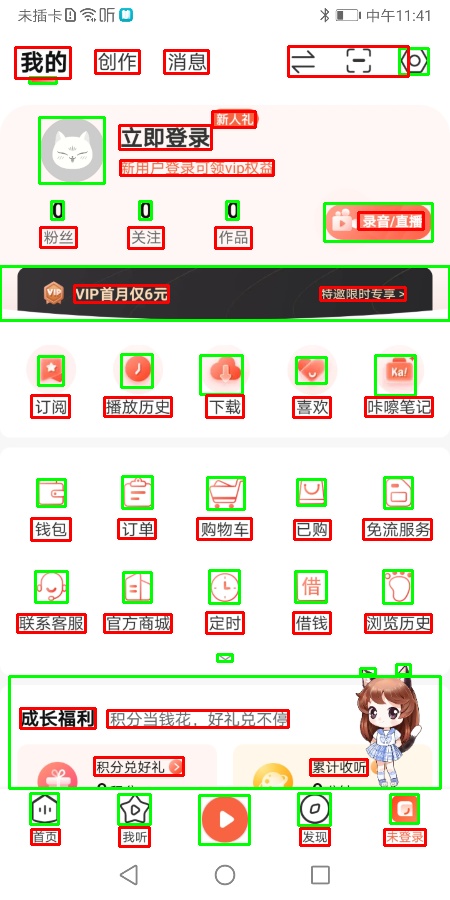 未插卡 听 中午11:41
我的 创作 消息
新人礼
立即登录
新用户登录可领vip权益
0 0 0
粉丝 关注 作品 录音/直播
VIP VIP首月仅6元 特邀限时专享 >
Ka!
订阅 播放历史 下载 喜欢 咔嚓笔记
钱包 订单 购物车 已购 免流服务
借
联系客服 官方商城 定时 借钱 浏览历史
成长福利 积分当钱花，好礼兑不停
积分兑好礼 > 累计收听
首页 我听 发现 未登录